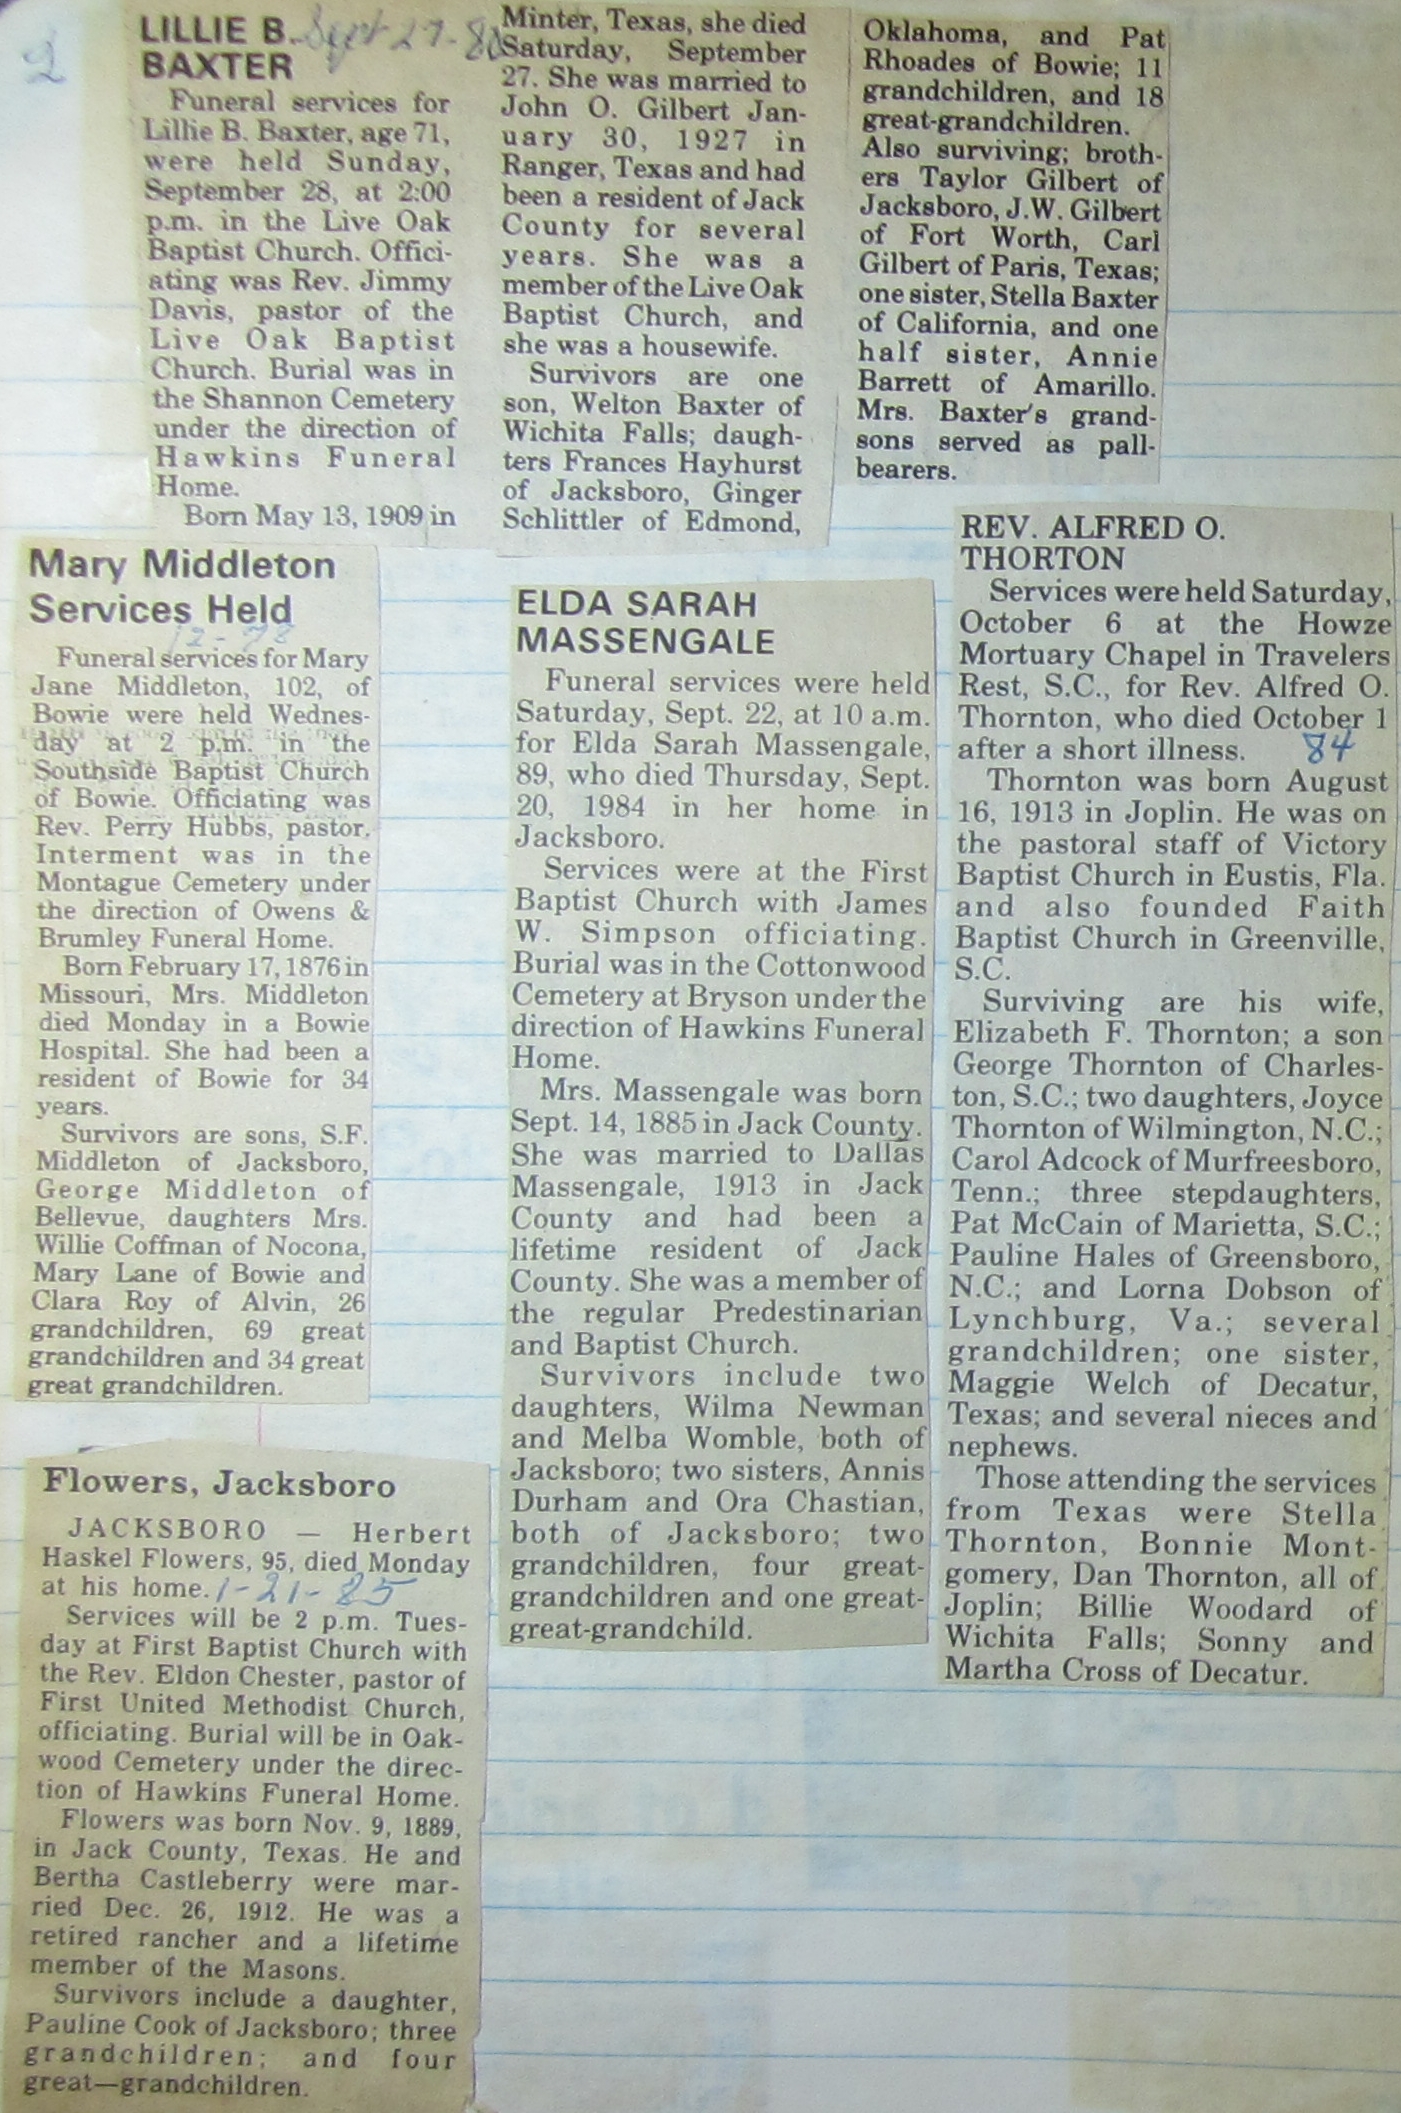 2
LILLIE B. Sept 27-80
BAXTER
Funeral services for
Lillie B. Baxter, age 71,
were held Sunday,
September 28, at 2:00
p.m. in the Live Oak
Baptist Church. Offici-
ating was Rev. Jimmy
Davis, pastor of the
Live Oak Baptist
Church. Burial was in
the Shannon Cemetery
under the direction of
Hawkins Funeral
Home.
Born May 13, 1909 in
Minter, Texas, she died
Saturday, September
27. She was married to
John O. Gilbert Jan-
uary 30, 1927 in
Ranger, Texas and had
been a resident of Jack
County for several
years. She was a
member of the Live Oak
Baptist Church, and
she was a housewife.
Survivors are one
son, Welton Baxter of
Wichita Falls; daugh-
ters Frances Hayhurst
of Jacksboro, Ginger
Schlittler of Edmond,
Oklahoma, and Pat
Rhoades of Bowie; 11
grandchildren, and 18
great-grandchildren.
Also surviving; broth-
ers Taylor Gilbert of
Jacksboro, J.W. Gilbert
of Fort Worth, Carl
Gilbert of Paris, Texas;
one sister, Stella Baxter
of California, and one
half sister, Annie
Barrett of Amarillo.
Mrs. Baxter's grand-
sons served as pall-
bearers.
Mary Middleton
Services Held
12-78
Funeral services for Mary
Jane Middleton, 102, of
Bowie were held Wednes-
day at 2 p.m. in the
Southside Baptist Church
of Bowie. Officiating was
Rev. Perry Hubbs, pastor.
Interment was in the
Montague Cemetery under
the direction of Owens &
Brumley Funeral Home.
Born February 17, 1876 in
Missouri, Mrs. Middleton
died Monday in a Bowie
Hospital. She had been a
resident of Bowie for 34
years.
Survivors are sons, S.F.
Middleton of Jacksboro,
George Middleton of
Bellevue, daughters Mrs.
Willie Coffman of Nocona,
Mary Lane of Bowie and
Clara Roy of Alvin, 26
grandchildren, 69 great
grandchildren and 34 great
great grandchildren.
Flowers, Jacksboro
JACKSBORO — Herbert
Haskel Flowers, 95, died Monday
at his home. 1-21-85
Services will be 2 p.m. Tues-
day at First Baptist Church with
the Rev. Eldon Chester, pastor of
First United Methodist Church,
officiating. Burial will be in Oak-
wood Cemetery under the direc-
tion of Hawkins Funeral Home.
Flowers was born Nov. 9, 1889,
in Jack County, Texas. He and
Bertha Castleberry were mar-
ried Dec. 26, 1912. He was a
retired rancher and a lifetime
member of the Masons.
Survivors include a daughter,
Pauline Cook of Jacksboro; three
grandchildren; and four
great—grandchildren.
ELDA SARAH
MASSENGALE
Funeral services were held
Saturday, Sept. 22, at 10 a.m.
for Elda Sarah Massengale,
89, who died Thursday, Sept.
20, 1984 in her home in
Jacksboro.
Services were at the First
Baptist Church with James
W. Simpson officiating.
Burial was in the Cottonwood
Cemetery at Bryson under the
direction of Hawkins Funeral
Home.
Mrs. Massengale was born
Sept. 14, 1885 in Jack County.
She was married to Dallas
Massengale, 1913 in Jack
County and had been a
lifetime resident of Jack
County. She was a member of
the regular Predestinarian
and Baptist Church.
Survivors include two
daughters, Wilma Newman
and Melba Womble, both of
Jacksboro; two sisters, Annis
Durham and Ora Chastian,
both of Jacksboro; two
grandchildren, four great-
grandchildren and one great-
great-grandchild.
REV. ALFRED O.
THORTON
Services were held Saturday,
October 6 at the Howze
Mortuary Chapel in Travelers
Rest, S.C., for Rev. Alfred O.
Thornton, who died October 1
after a short illness. 84
Thornton was born August
16, 1913 in Joplin. He was on
the pastoral staff of Victory
Baptist Church in Eustis, Fla.
and also founded Faith
Baptist Church in Greenville,
S.C.
Surviving are his wife,
Elizabeth F. Thornton; a son
George Thornton of Charles-
ton, S.C.; two daughters, Joyce
Thornton of Wilmington, N.C.;
Carol Adcock of Murfreesboro,
Tenn.; three stepdaughters,
Pat McCain of Marietta, S.C.;
Pauline Hales of Greensboro,
N.C.; and Lorna Dobson of
Lynchburg, Va.; several
grandchildren; one sister,
Maggie Welch of Decatur,
Texas; and several nieces and
nephews.
Those attending the services
from Texas were Stella
Thornton, Bonnie Mont-
gomery, Dan Thornton, all of
Joplin; Billie Woodard of
Wichita Falls; Sonny and
Martha Cross of Decatur.